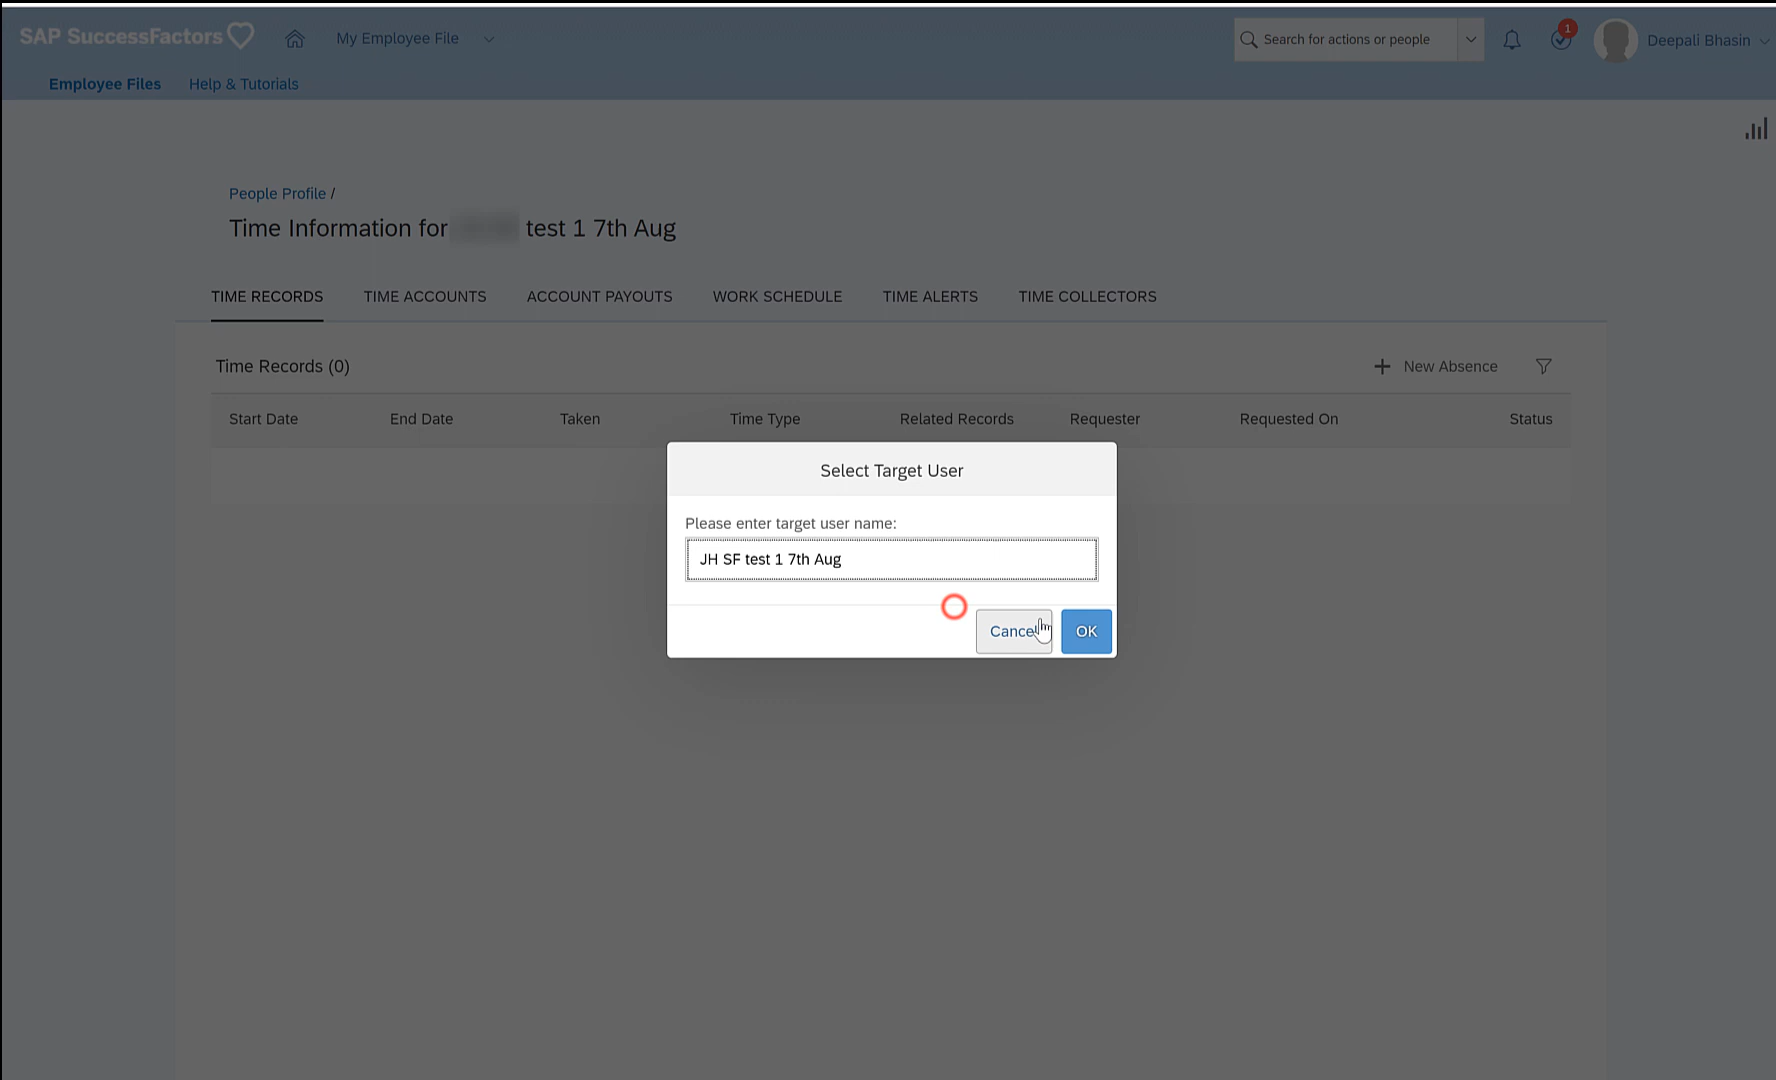 SAP SuccessFactors
My Employee File
Search for actions or people
1
Deepali Bhasin
Employee Files
Help & Tutorials
People Profile /
Time Information for test 1 7th Aug
TIME RECORDS
TIME ACCOUNTS
ACCOUNT PAYOUTS
WORK SCHEDULE
TIME ALERTS
TIME COLLECTORS
Time Records (0)
New Absence
Start Date
End Date
Taken
Time Type
Related Records
Requester
Requested On
Status
Select Target User
Please enter target user name:
JH SF test 1 7th Aug
Cancel
OK